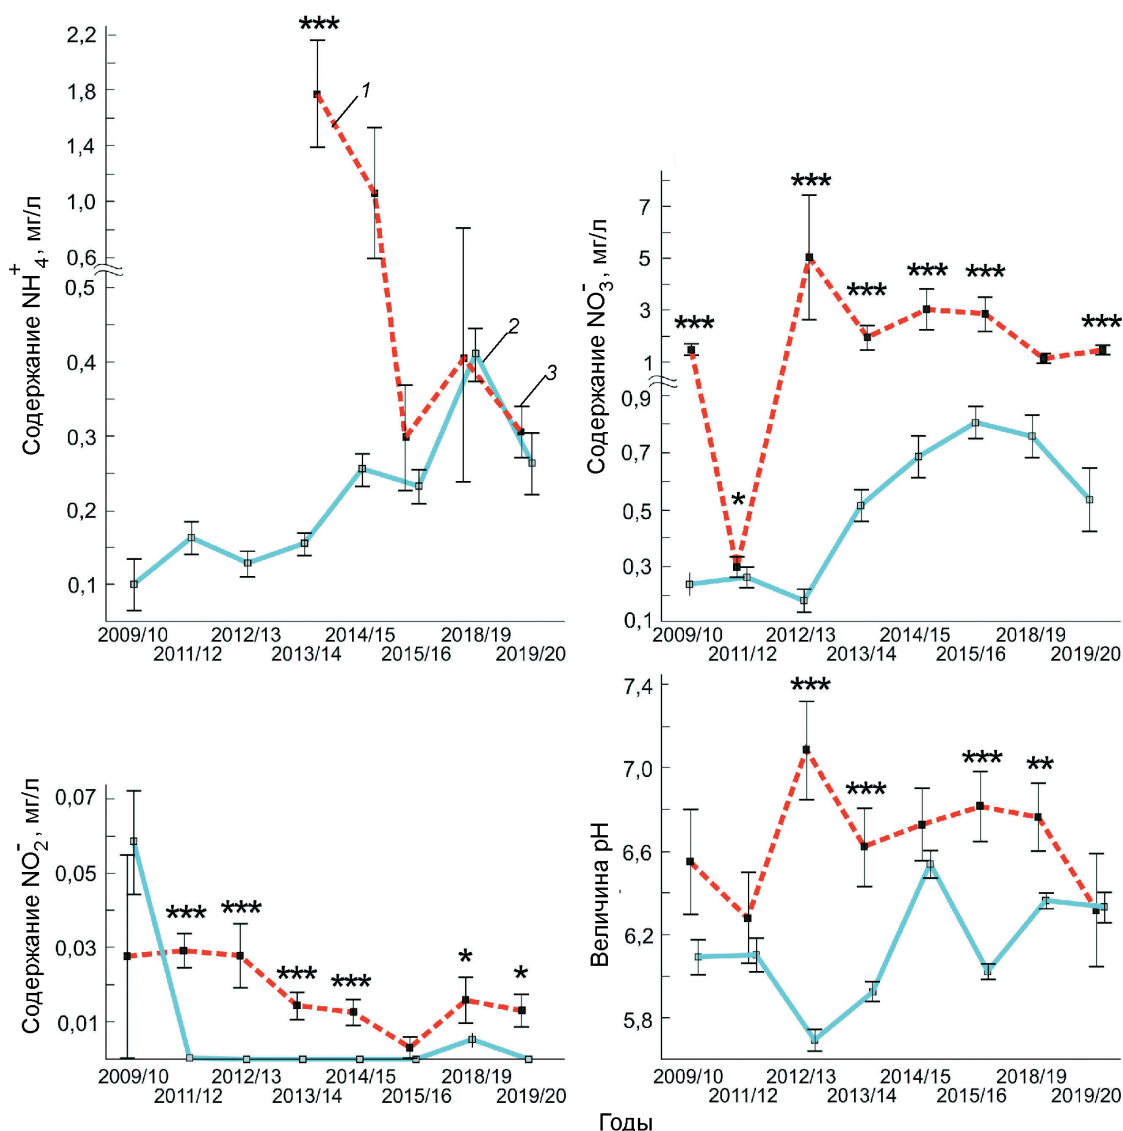 Содержание NH₄⁺, мг/л
2,2
1,8
1,4
1,0
0,6
0,5
0,4
0,3
0,2
0,1
***
1
2
3
2009/10 2012/13 2014/15 2018/19
2011/12 2013/14 2015/16 2019/20
Содержание NO₃⁻, мг/л
7
5
3
1
0,9
0,7
0,5
0,3
0,1
*** * *** *** *** *** ***
2009/10 2012/13 2014/15 2018/19
2011/12 2013/14 2015/16 2019/20
Содержание NO₂⁻, мг/л
0,07
0,05
0,03
0,01
*** *** *** *** * *
2009/10 2012/13 2014/15 2018/19
2011/12 2013/14 2015/16 2019/20
Величина pH
7,4
7,0
6,6
6,2
5,8
*** *** *** **
2009/10 2012/13 2014/15 2018/19
2011/12 2013/14 2015/16 2019/20
Годы